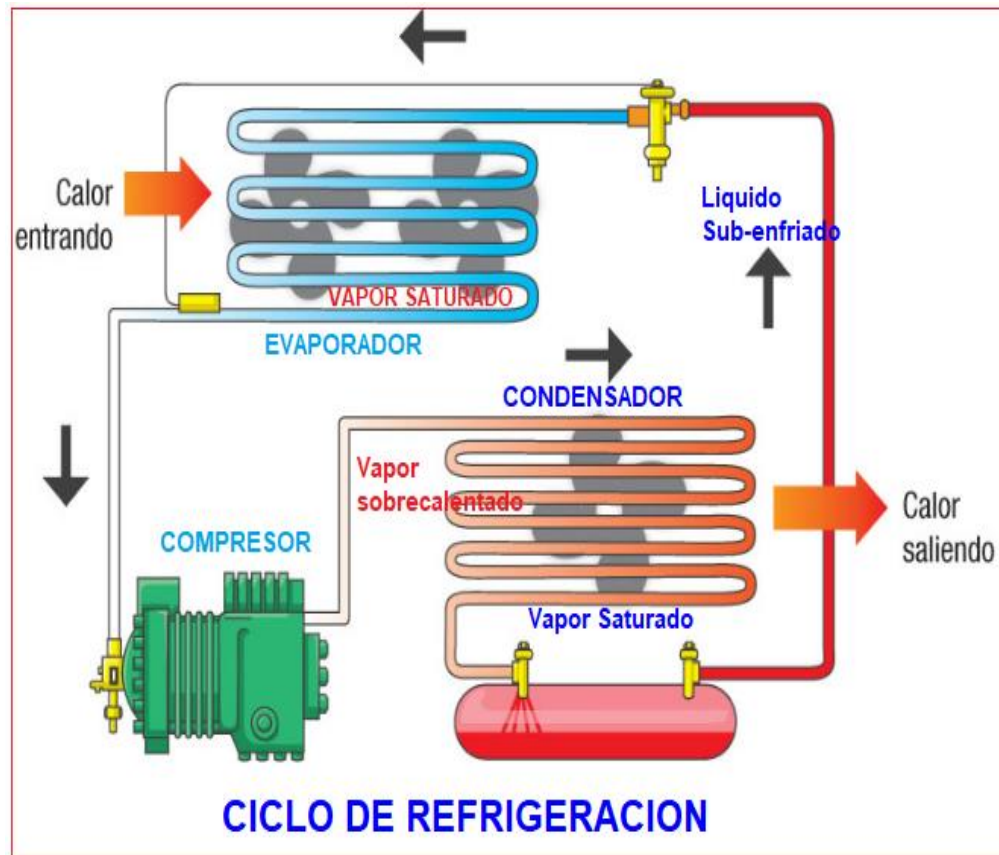 Calor
entrando
Liquido
Sub-enfriado
VAPOR SATURADO
EVAPORADOR
CONDENSADOR
Vapor
sobrecalentado
Calor
saliendo
COMPRESOR
Vapor Saturado
CICLO DE REFRIGERACION